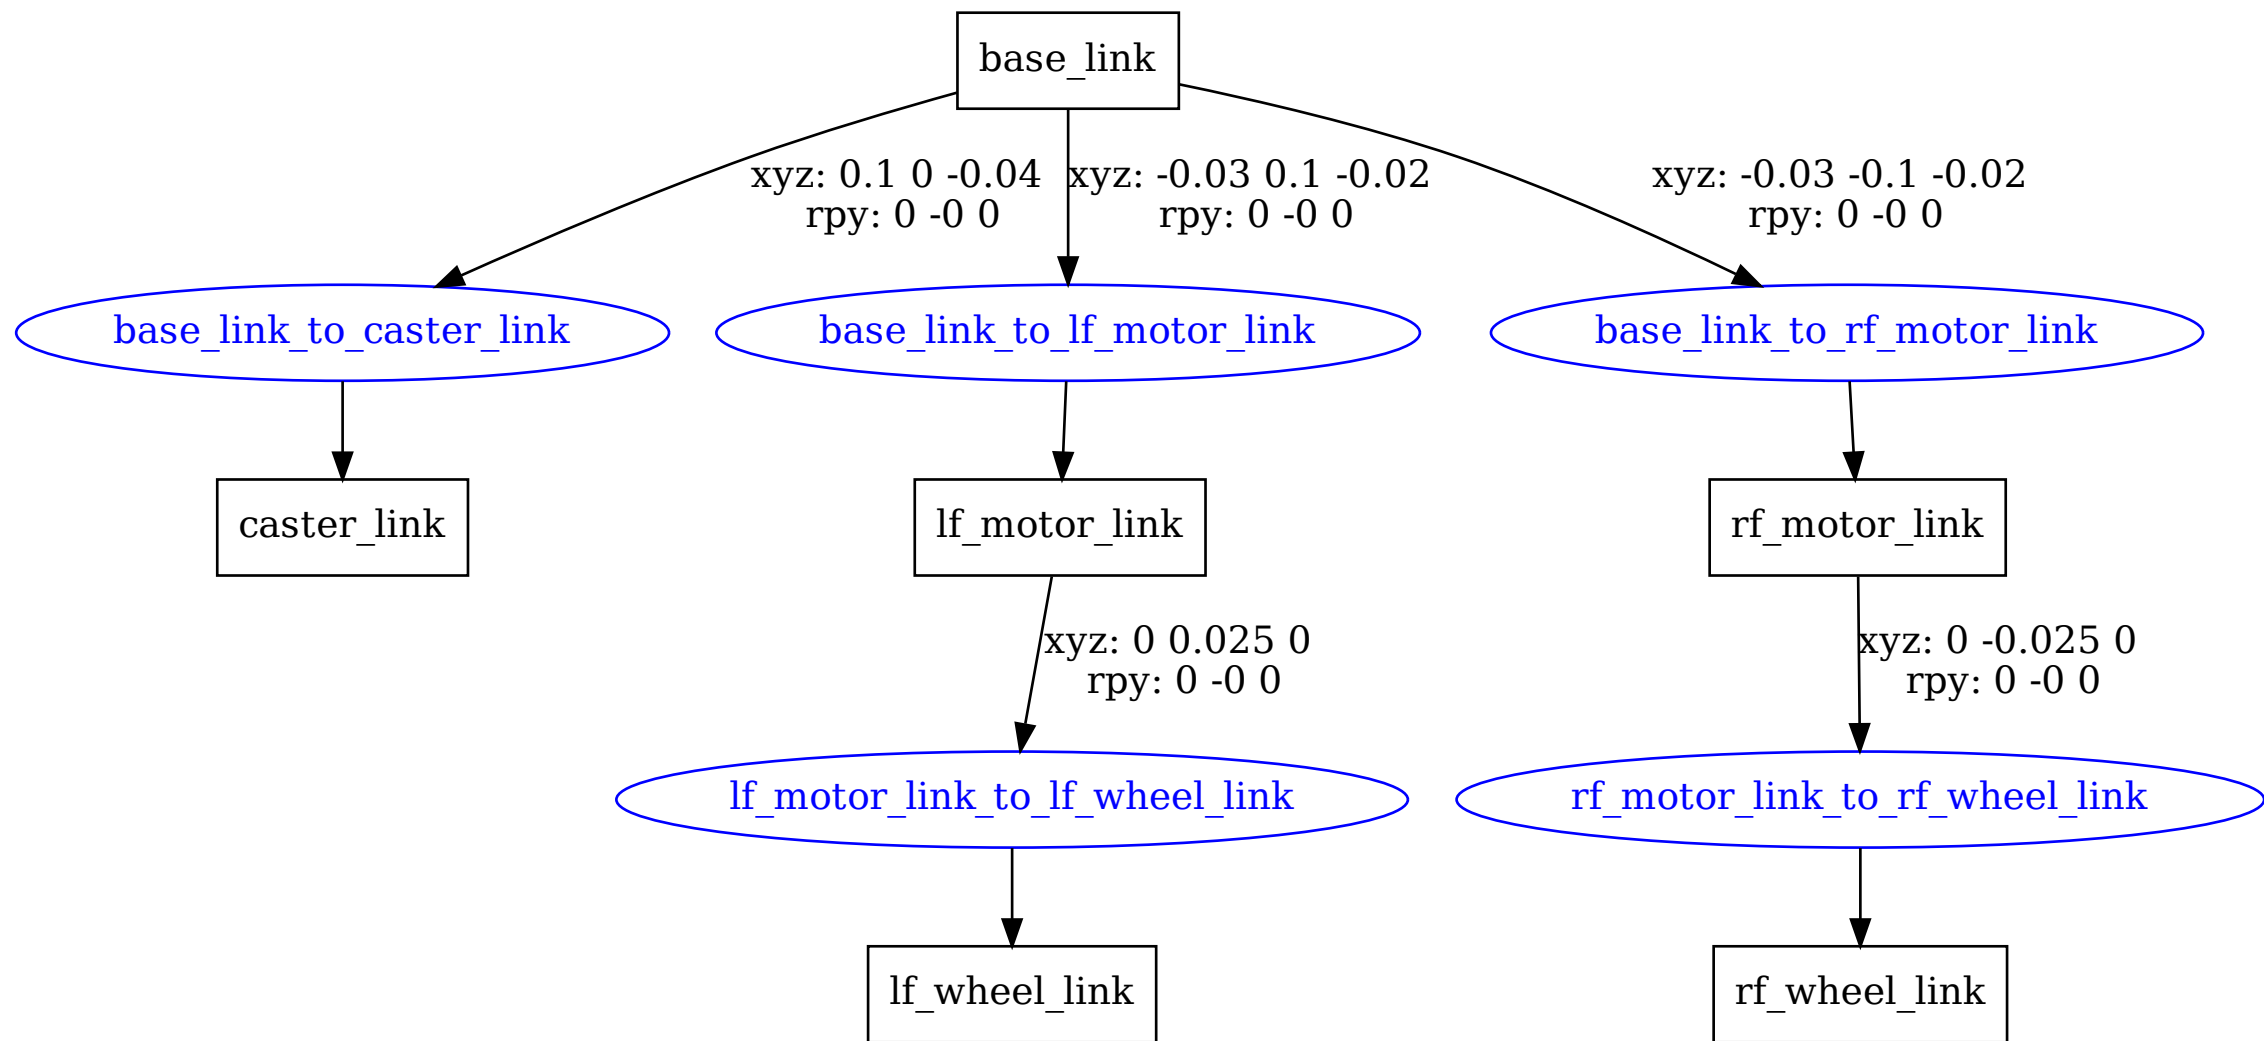 base_link
xyz: 0.1 0 -0.04
rpy: 0 -0 0
xyz: -0.03 0.1 -0.02
rpy: 0 -0 0
xyz: -0.03 -0.1 -0.02
rpy: 0 -0 0
base_link_to_caster_link
base_link_to_lf_motor_link
base_link_to_rf_motor_link
caster_link
lf_motor_link
rf_motor_link
xyz: 0 0.025 0
rpy: 0 -0 0
xyz: 0 -0.025 0
rpy: 0 -0 0
lf_motor_link_to_lf_wheel_link
rf_motor_link_to_rf_wheel_link
lf_wheel_link
rf_wheel_link